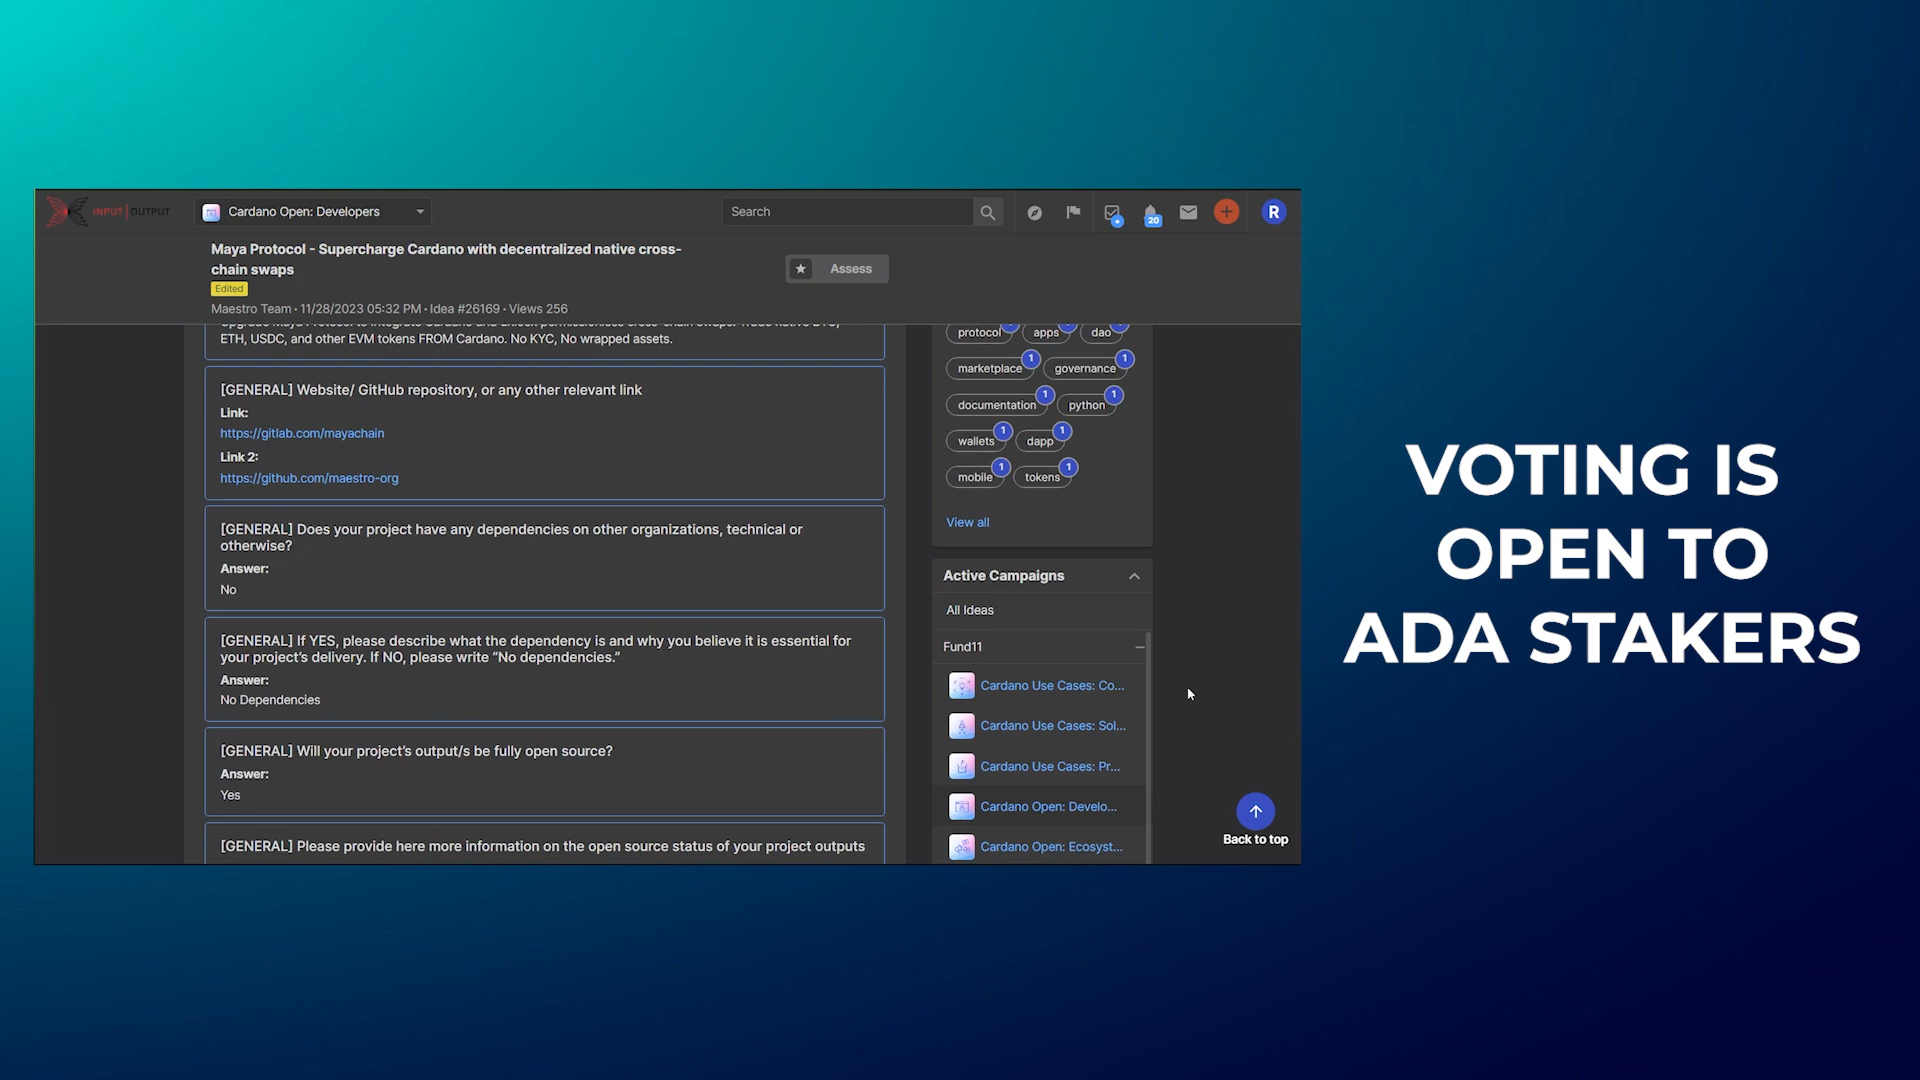 INPUT | OUTPUT
Cardano Open: Developers
Search
20
R
Maya Protocol - Supercharge Cardano with decentralized native cross-
chain swaps
Edited
Maestro Team · 11/28/2023 05:32 PM · Idea #26169 · Views 256
Assess
ETH, USDC, and other EVM tokens FROM Cardano. No KYC, No wrapped assets.
[GENERAL] Website/ GitHub repository, or any other relevant link
Link:
https://gitlab.com/mayachain
Link 2:
https://github.com/maestro-org
[GENERAL] Does your project have any dependencies on other organizations, technical or
otherwise?
Answer:
No
[GENERAL] If YES, please describe what the dependency is and why you believe it is essential for
your project's delivery. If NO, please write “No dependencies.”
Answer:
No Dependencies
[GENERAL] Will your project's output/s be fully open source?
Answer:
Yes
[GENERAL] Please provide here more information on the open source status of your project outputs
protocol apps dao
marketplace 1 governance 1
documentation 1 python 1
wallets 1 dapp 1
mobile 1 tokens 1
View all
Active Campaigns
All Ideas
Fund11
Cardano Use Cases: Co...
Cardano Use Cases: Sol...
Cardano Use Cases: Pr...
Cardano Open: Develo...
Cardano Open: Ecosyst...
Back to top
VOTING IS
OPEN TO
ADA STAKERS